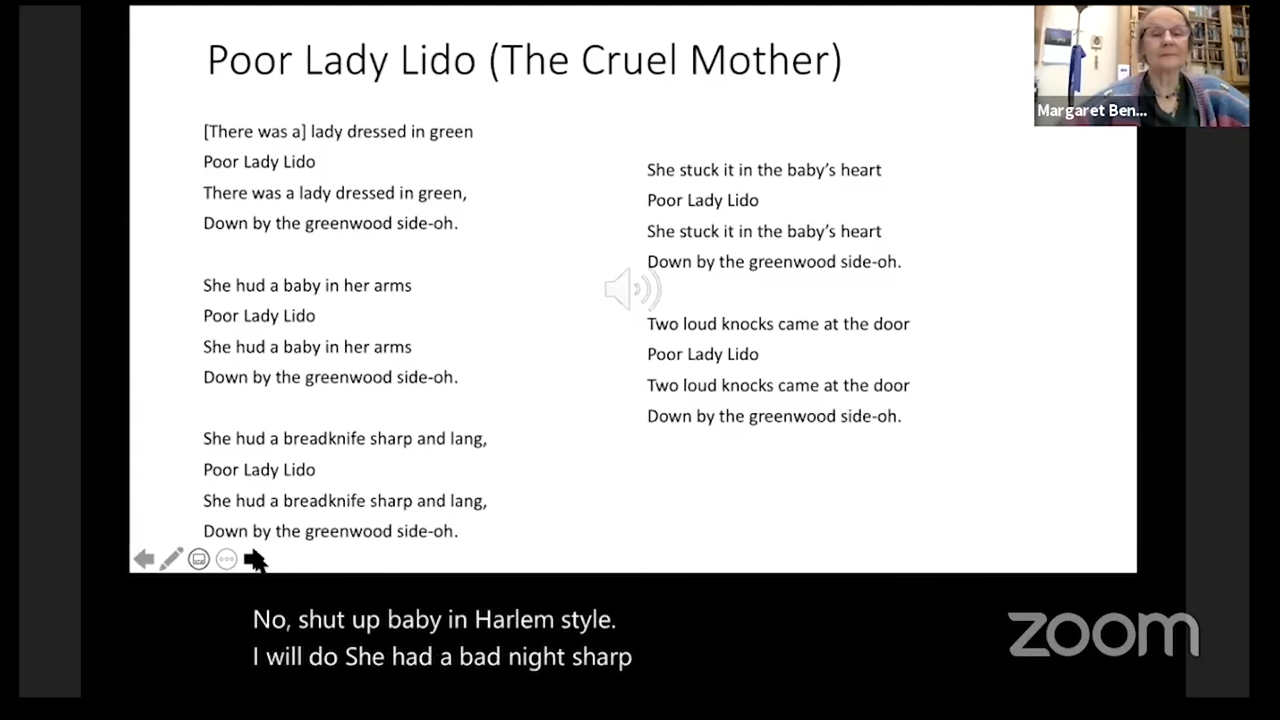 Poor Lady Lido (The Cruel Mother)
Margaret Ben...
[There was a] lady dressed in green
Poor Lady Lido
There was a lady dressed in green,
Down by the greenwood side-oh.
She hud a baby in her arms
Poor Lady Lido
She hud a baby in her arms
Down by the greenwood side-oh.
She hud a breadknife sharp and lang,
Poor Lady Lido
She hud a breadknife sharp and lang,
Down by the greenwood side-oh.
She stuck it in the baby’s heart
Poor Lady Lido
She stuck it in the baby’s heart
Down by the greenwood side-oh.
Two loud knocks came at the door
Poor Lady Lido
Two loud knocks came at the door
Down by the greenwood side-oh.
No, shut up baby in Harlem style.
I will do She had a bad night sharp
zoom